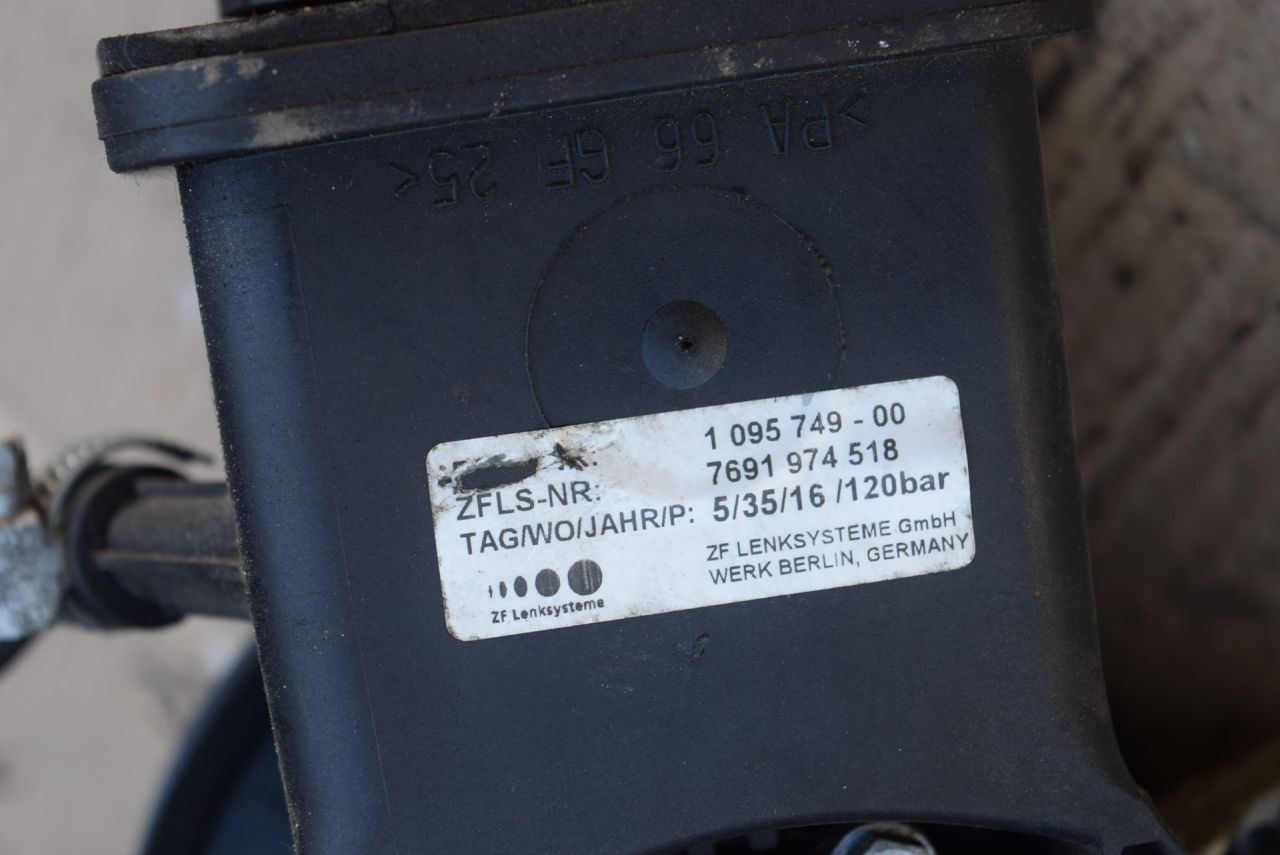 >PA 66 GF 25<
1 095 749 - 00
ZFLS-NR: 7691 974 518
TAG/WO/JAHR/P: 5/35/16 /120bar
ZF LENKSYSTEME GmbH
WERK BERLIN, GERMANY
ZF Lenksysteme